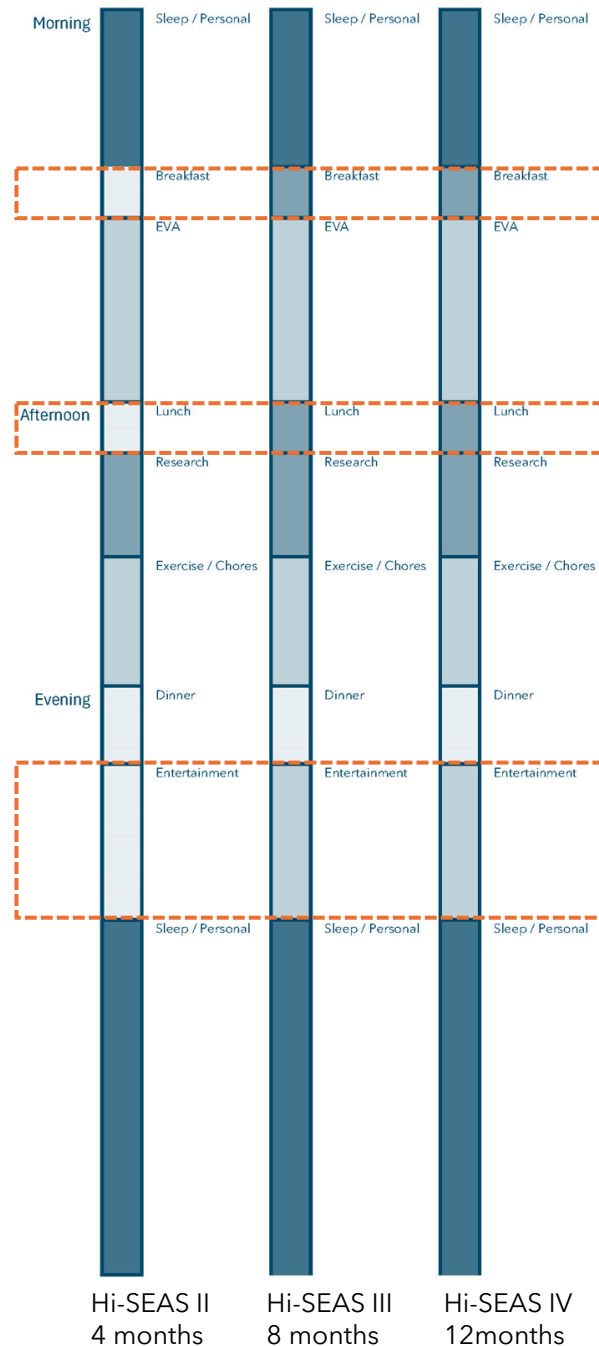 Morning
Sleep / Personal
Sleep / Personal
Sleep / Personal
Breakfast
Breakfast
Breakfast
EVA
EVA
EVA
Afternoon
Lunch
Lunch
Lunch
Research
Research
Research
Exercise / Chores
Exercise / Chores
Exercise / Chores
Evening
Dinner
Dinner
Dinner
Entertainment
Entertainment
Entertainment
Sleep / Personal
Sleep / Personal
Sleep / Personal
Hi-SEAS II
4 months
Hi-SEAS III
8 months
Hi-SEAS IV
12months